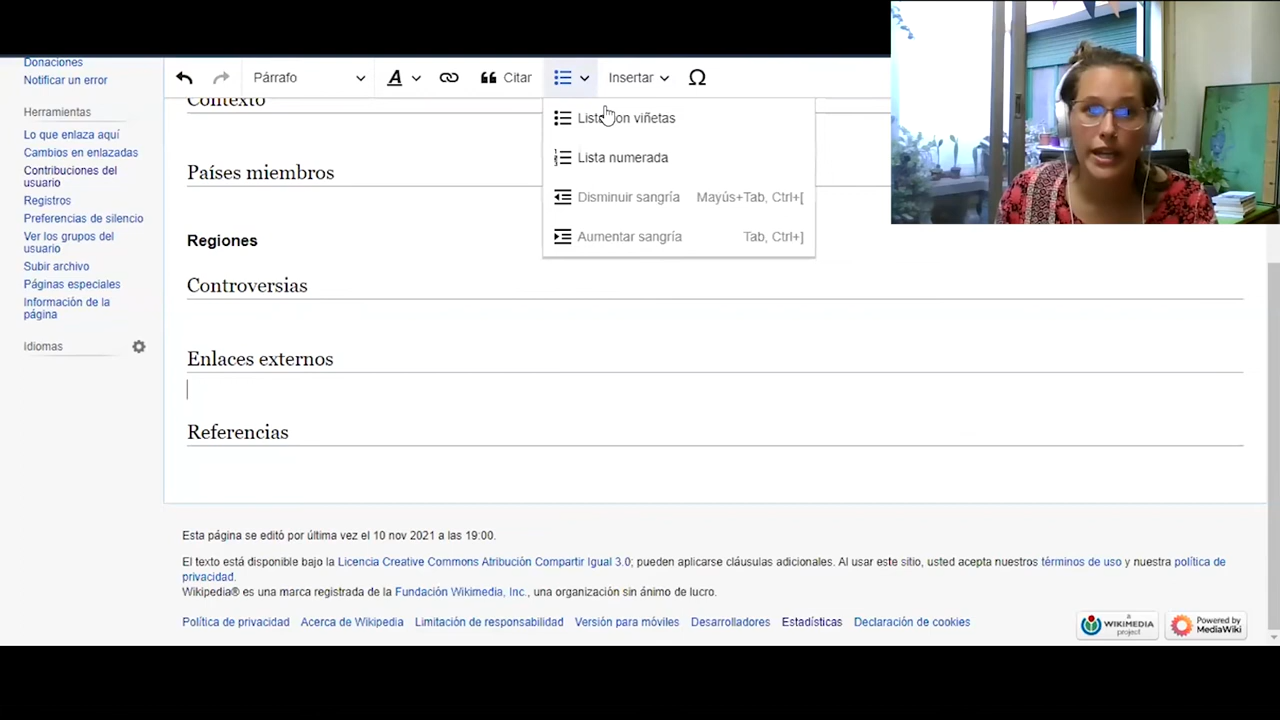 Donaciones
Notificar un error
Herramientas
Lo que enlaza aquí
Cambios en enlazadas
Contribuciones del
usuario
Registros
Preferencias de silencio
Ver los grupos del
usuario
Subir archivo
Páginas especiales
Información de la
página
Idiomas
Párrafo
A
Citar
Insertar
Ω
Lista con viñetas
Lista numerada
Disminuir sangría Mayús+Tab, Ctrl+[
Aumentar sangría Tab, Ctrl+]
Contexto
Países miembros
Regiones
Controversias
Enlaces externos
Referencias
Esta página se editó por última vez el 10 nov 2021 a las 19:00.
El texto está disponible bajo la Licencia Creative Commons Atribución Compartir Igual 3.0; pueden aplicarse cláusulas adicionales. Al usar este sitio, usted acepta nuestros términos de uso y nuestra política de
privacidad.
Wikipedia® es una marca registrada de la Fundación Wikimedia, Inc., una organización sin ánimo de lucro.
Política de privacidad Acerca de Wikipedia Limitación de responsabilidad Versión para móviles Desarrolladores Estadísticas Declaración de cookies
a
WIKIMEDIA
project
Powered by
MediaWiki